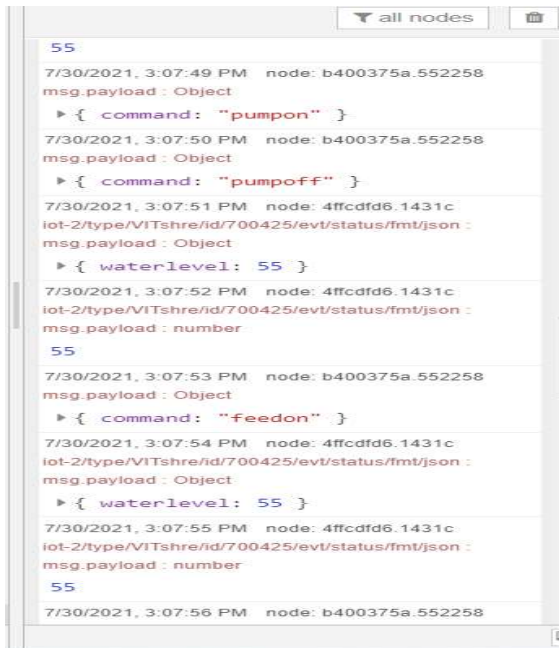 all nodes
55
7/30/2021, 3:07:49 PM node: b400375a.552258
msg.payload : Object
{ command: "pumpon" }
7/30/2021, 3:07:50 PM node: b400375a.552258
msg.payload : Object
{ command: "pumpoff" }
7/30/2021, 3:07:51 PM node: 4ffcdfd6.1431c
iot-2/type/VITshre/id/700425/evt/status/fmt/json :
msg.payload : Object
{ waterlevel: 55 }
7/30/2021, 3:07:52 PM node: 4ffcdfd6.1431c
iot-2/type/VITshre/id/700425/evt/status/fmt/json :
msg.payload : number
55
7/30/2021, 3:07:53 PM node: b400375a.552258
msg.payload : Object
{ command: "feedon" }
7/30/2021, 3:07:54 PM node: 4ffcdfd6.1431c
iot-2/type/VITshre/id/700425/evt/status/fmt/json :
msg.payload : Object
{ waterlevel: 55 }
7/30/2021, 3:07:55 PM node: 4ffcdfd6.1431c
iot-2/type/VITshre/id/700425/evt/status/fmt/json :
msg.payload : number
55
7/30/2021, 3:07:56 PM node: b400375a.552258